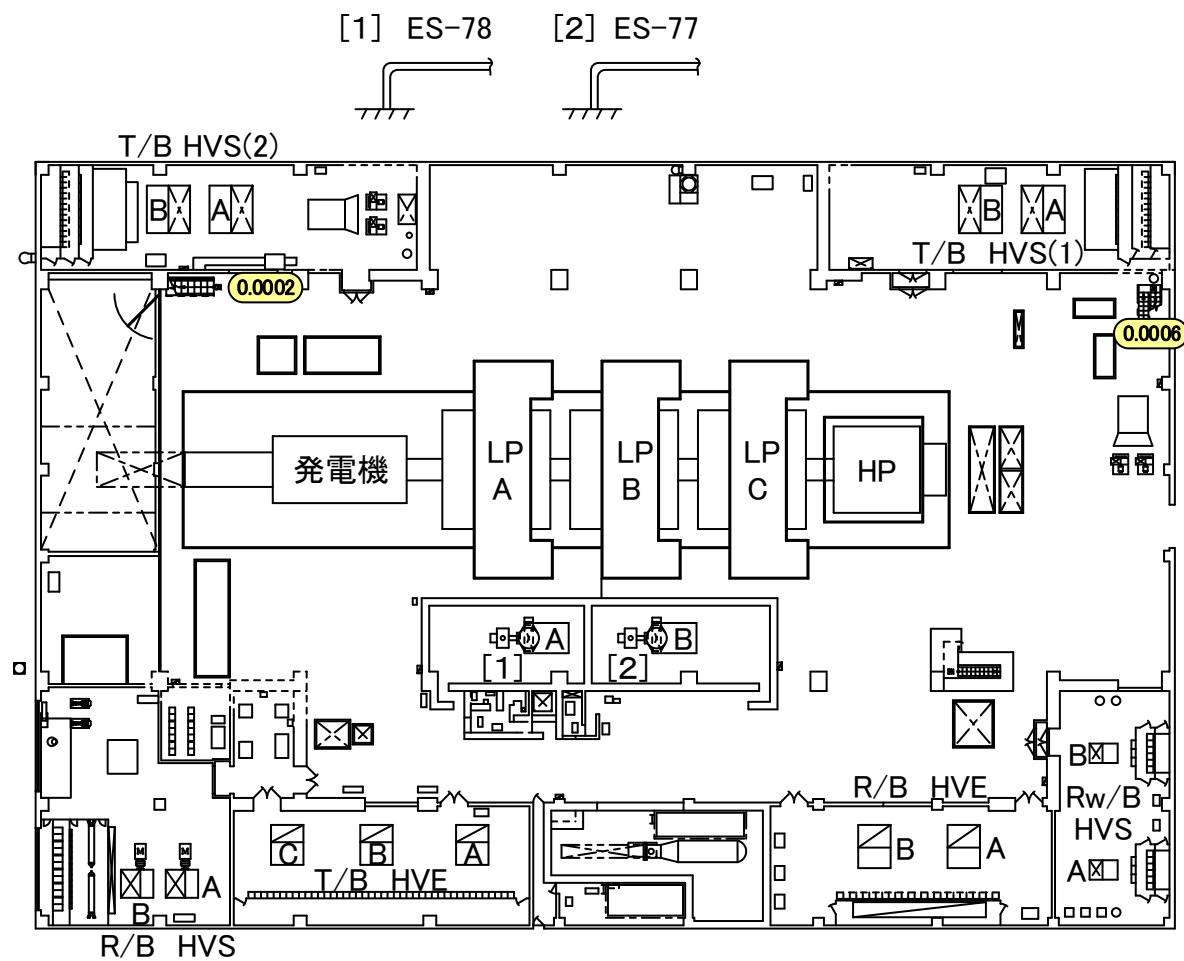 [1] ES-78 [2] ES-77
T/B HVS(2)
B A
B A
T/B HVS(1)
0.0002
0.0006
発電機
LP A
LP B
LP C
HP
A
B
[1]
[2]
R/B HVE
B
Rw/B HVS
A
C
B
A
T/B HVE
B
A
M
M
A
B
R/B HVS